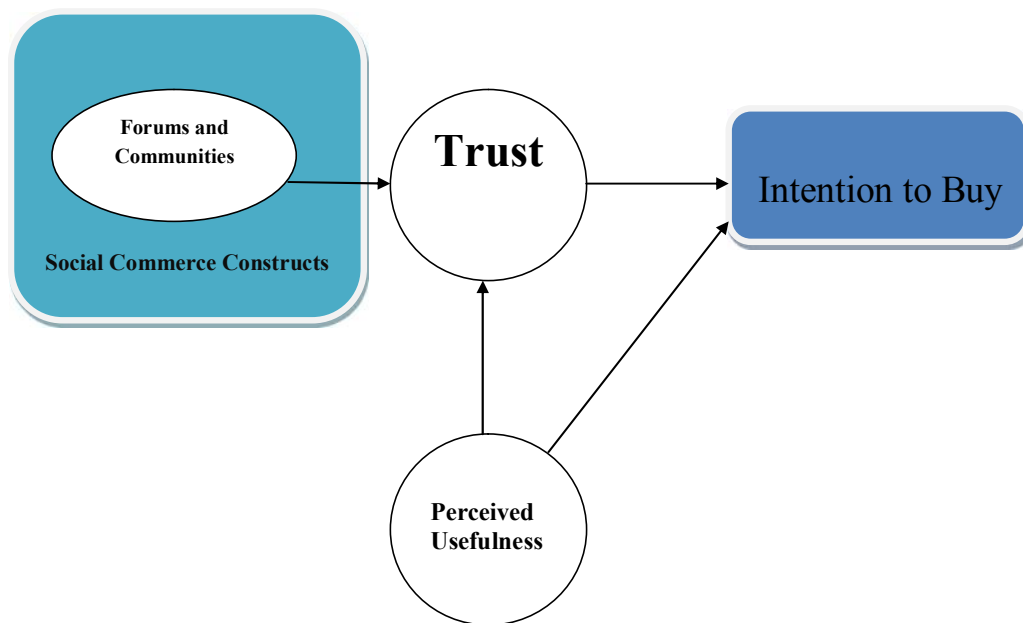 Forums and
Communities
Social Commerce Constructs
Trust
Intention to Buy
Perceived
Usefulness